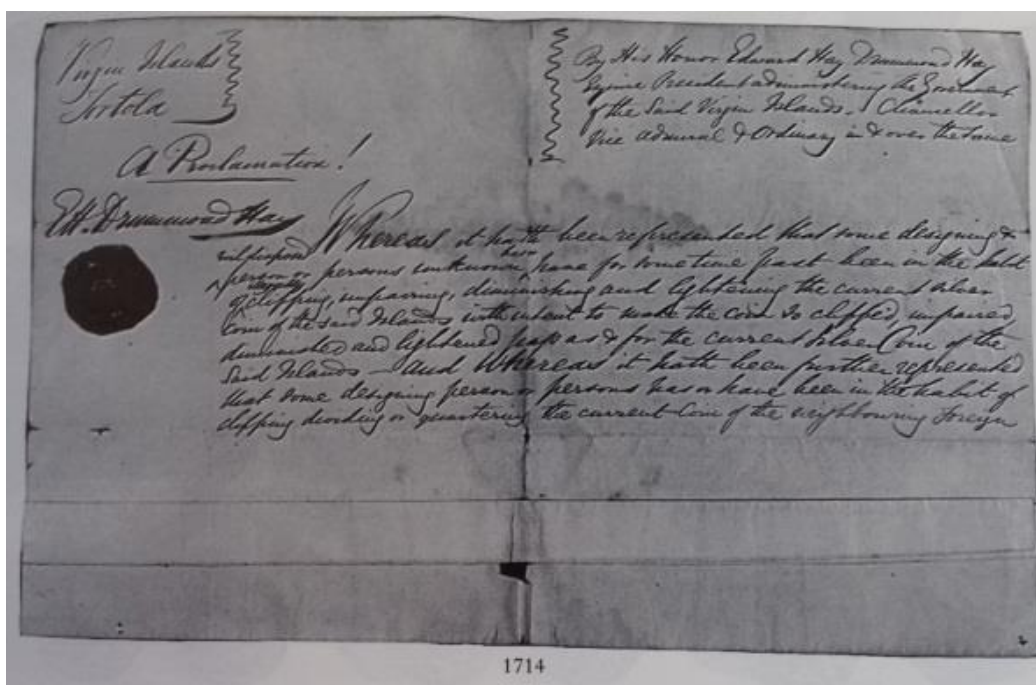 Virgin Islands
Tortola
By His Honor Edward Hay Drummond Hay
Esquire President administering the Government
of the Said Virgin Islands. Chancellor
Vice Admiral & Ordinary in & over the Same
A Proclamation!
EH. Drummond Hay
Whereas it hath been represented that some designing &
evil disposed person or persons unknown has have for some time past been in the habit
of illegally clipping, impairing, diminishing and lightening the current silver
Coin of the said Islands with intent to make the coin so clipped, impaired
diminished and lightened pass as & for the current Silver Coin of the
Said Islands — And Whereas it hath been further represented
that some designing person or persons has or have been in the habit of
clipping dividing or quartering the current Coin of the neighbouring foreign
1714